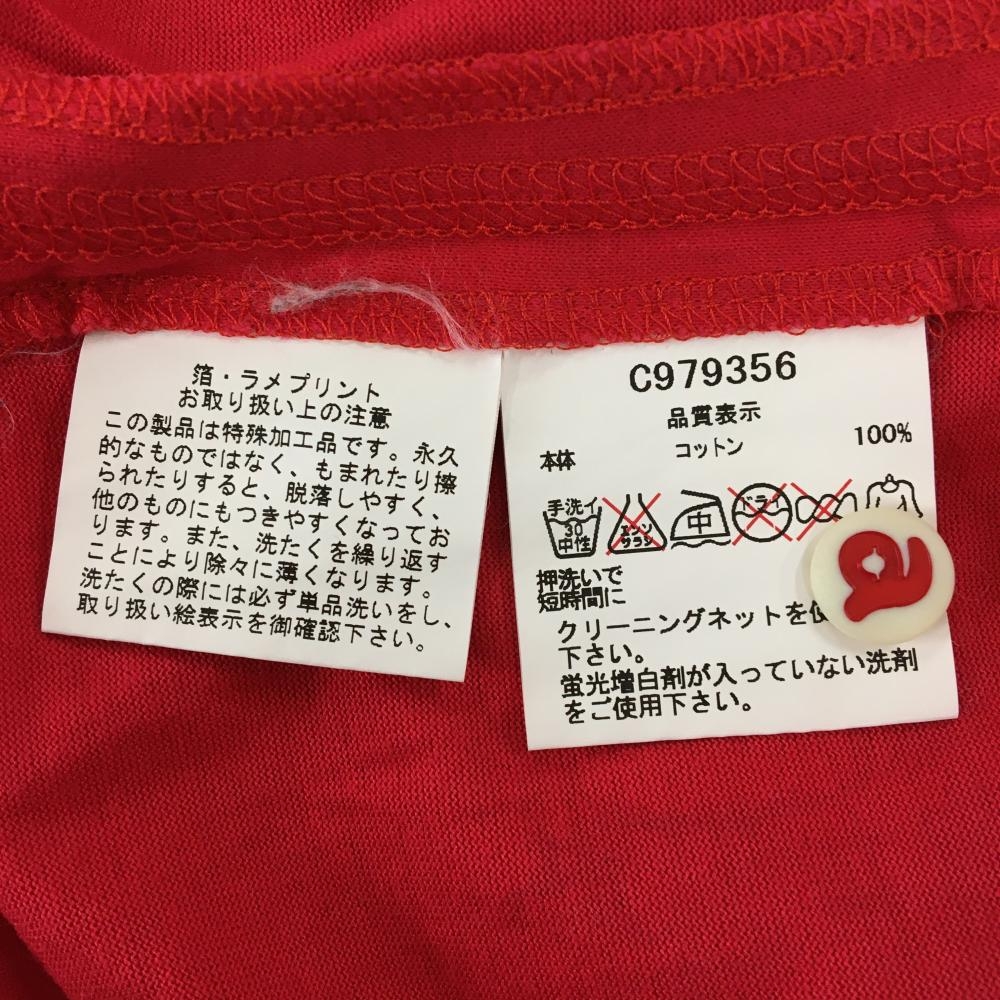 箔・ラメプリント
お取り扱い上の注意
この製品は特殊加工品です。永久
的なものではなく、もまれたり擦
られたりすると、脱落しやすく、
他のものにもつきやすくなってお
ります。また、洗たくを繰り返す
ことにより除々に薄くなります。
洗たくの際には必ず単品洗いをし、
取り扱い絵表示を御確認下さい。
C979356
品質表示
本体 コットン 100%
手洗イ
30
中性
エンソ
サラシ
中
ドライ
押洗いで
短時間に
クリーニングネットを
下さい。
蛍光増白剤が入っていない洗剤
をご使用下さい。